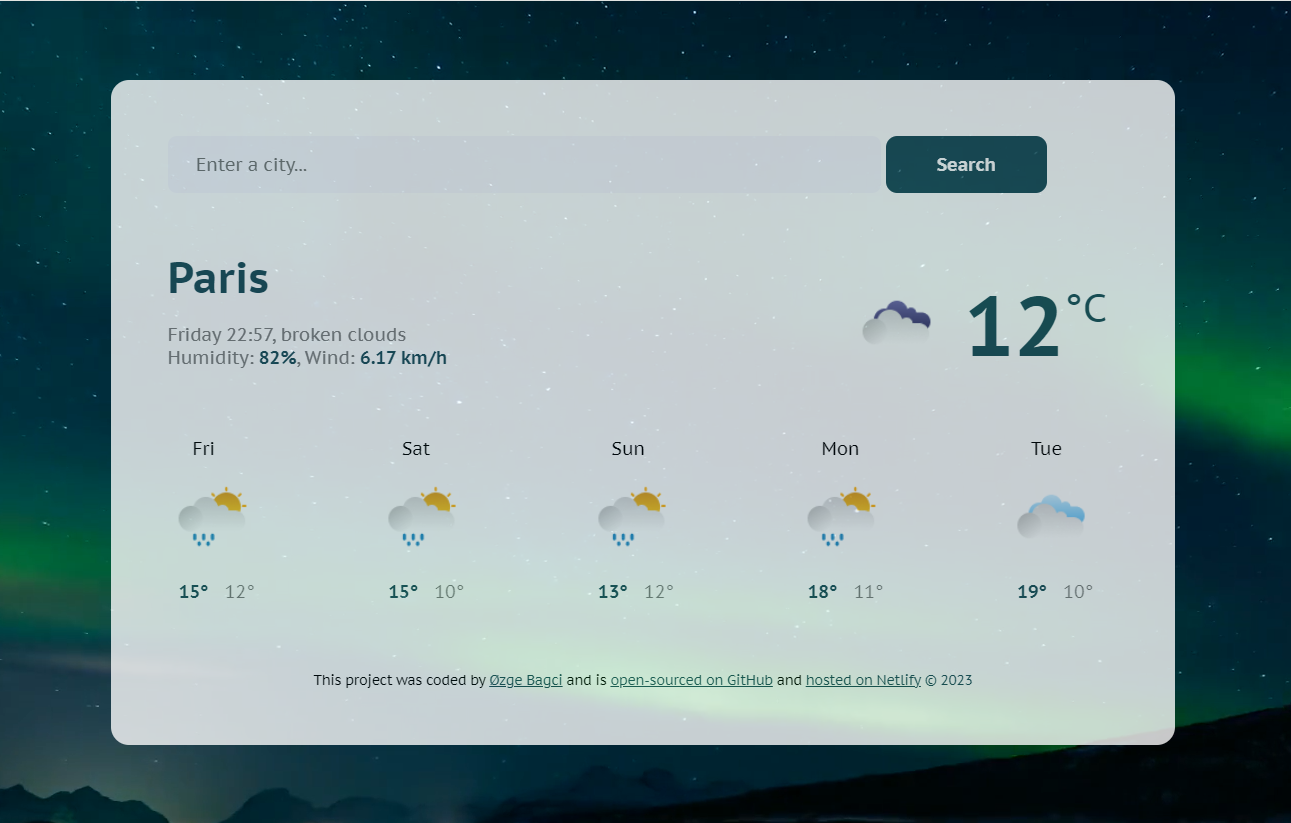 Enter a city...
Search
Paris
Friday 22:57, broken clouds
Humidity: 82%, Wind: 6.17 km/h
12°C
Fri Sat Sun Mon Tue
15° 12° 15° 10° 13° 12° 18° 11° 19° 10°
This project was coded by Øzge Bagci and is open-sourced on GitHub and hosted on Netlify © 2023